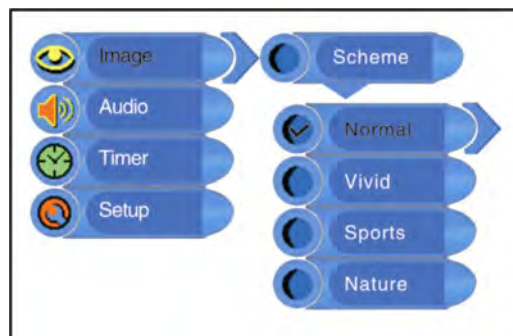 Image
Audio
Timer
Setup
Scheme
Normal
Vivid
Sports
Nature